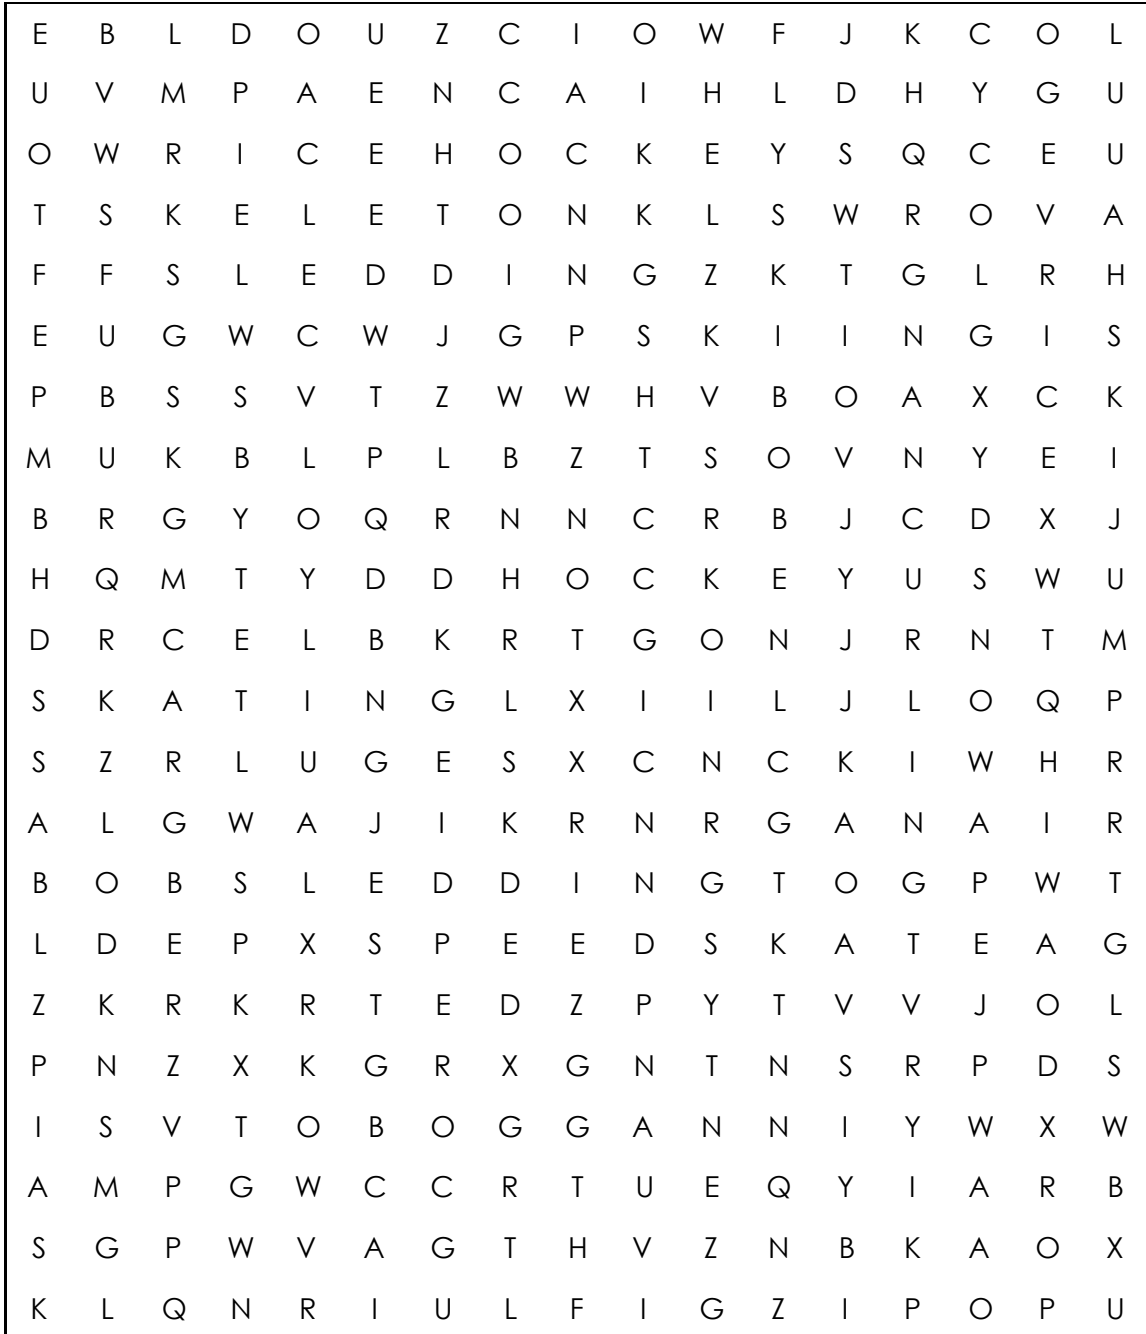 E B L D O U Z C I O W F J K C O L
U V M P A E N C A I H L D H Y G U
O W R I C E H O C K E Y S Q C E U
T S K E L E T O N K L S W R O V A
F F S L E D D I N G Z K T G L R H
E U G W C W J G P S K I I N G I S
P B S S V T Z W W H V B O A X C K
M U K B L P L B Z T S O V N Y E I
B R G Y O Q R N N C R B J C D X J
H Q M T Y D D H O C K E Y U S W U
D R C E L B K R T G O N J R N T M
S K A T I N G L X I I L J L O Q P
S Z R L U G E S X C N C K I W H R
A L G W A J I K R N R G A N A I R
B O B S L E D D I N G T O G P W T
L D E P X S P E E D S K A T E A G
Z K R K R T E D Z P Y T V V J O L
P N Z X K G R X G N T N S R P D S
I S V T O B O G G A N N I Y W X W
A M P G W C C R T U E Q Y I A R B
S G P W V A G T H V Z N B K A O X
K L Q N R I U L F I G Z I P O P U